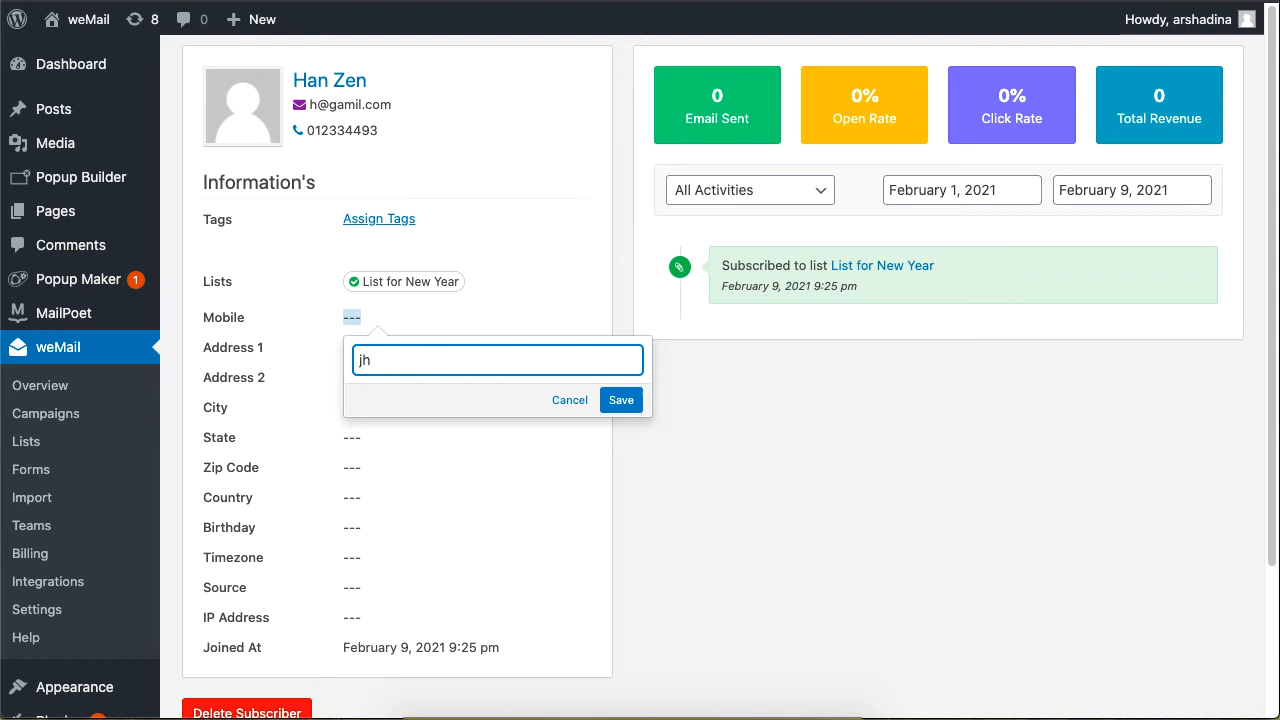 weMail 8 0 New Howdy, arshadina
Dashboard
Posts
Media
Popup Builder
Pages
Comments
Popup Maker 1
MailPoet
weMail
Overview
Campaigns
Lists
Forms
Import
Teams
Billing
Integrations
Settings
Help
Appearance
Han Zen
h@gamil.com
012334493
Information's
Tags Assign Tags
Lists List for New Year
Mobile ---
jh
Cancel Save
Address 1
Address 2
City
State ---
Zip Code ---
Country ---
Birthday ---
Timezone ---
Source ---
IP Address ---
Joined At February 9, 2021 9:25 pm
Delete Subscriber
0 0% 0% 0
Email Sent Open Rate Click Rate Total Revenue
All Activities February 1, 2021 February 9, 2021
Subscribed to list List for New Year
February 9, 2021 9:25 pm